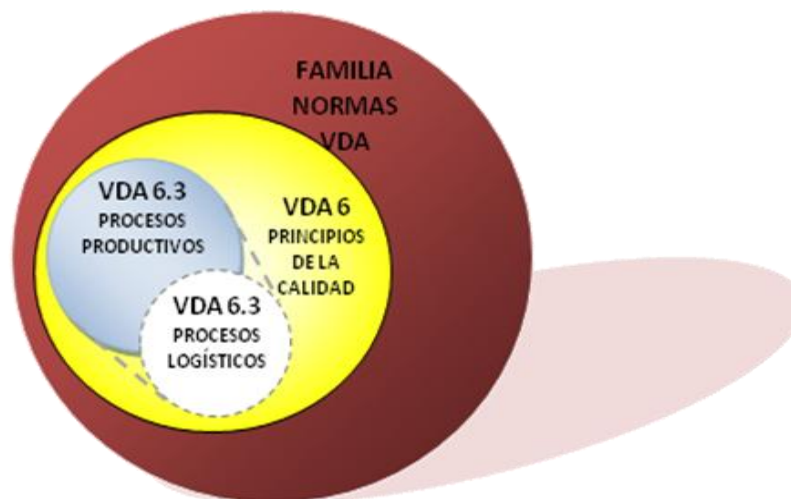 FAMILIA
NORMAS
VDA
VDA 6.3
PROCESOS
PRODUCTIVOS
VDA 6
PRINCIPIOS
DE LA
CALIDAD
VDA 6.3
PROCESOS
LOGÍSTICOS